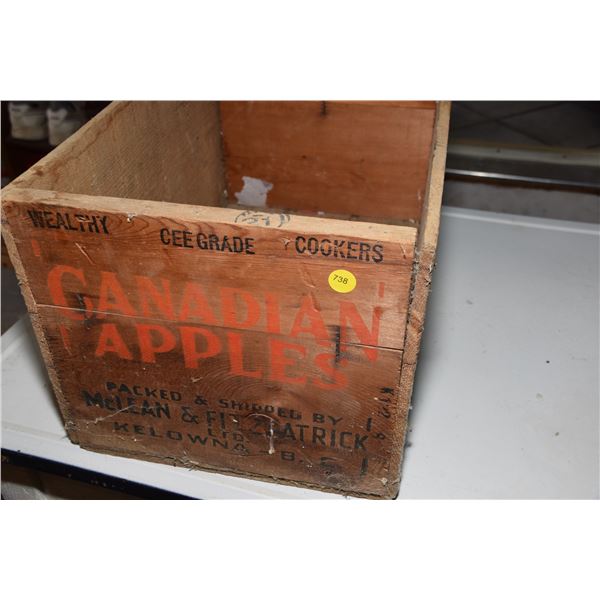 WEALTHY CEE GRADE COOKERS
738
CANADIAN
APPLES
PACKED & SHIPPED BY
McLEAN & FITZPATRICK
LTD.
KELOWNA - B.